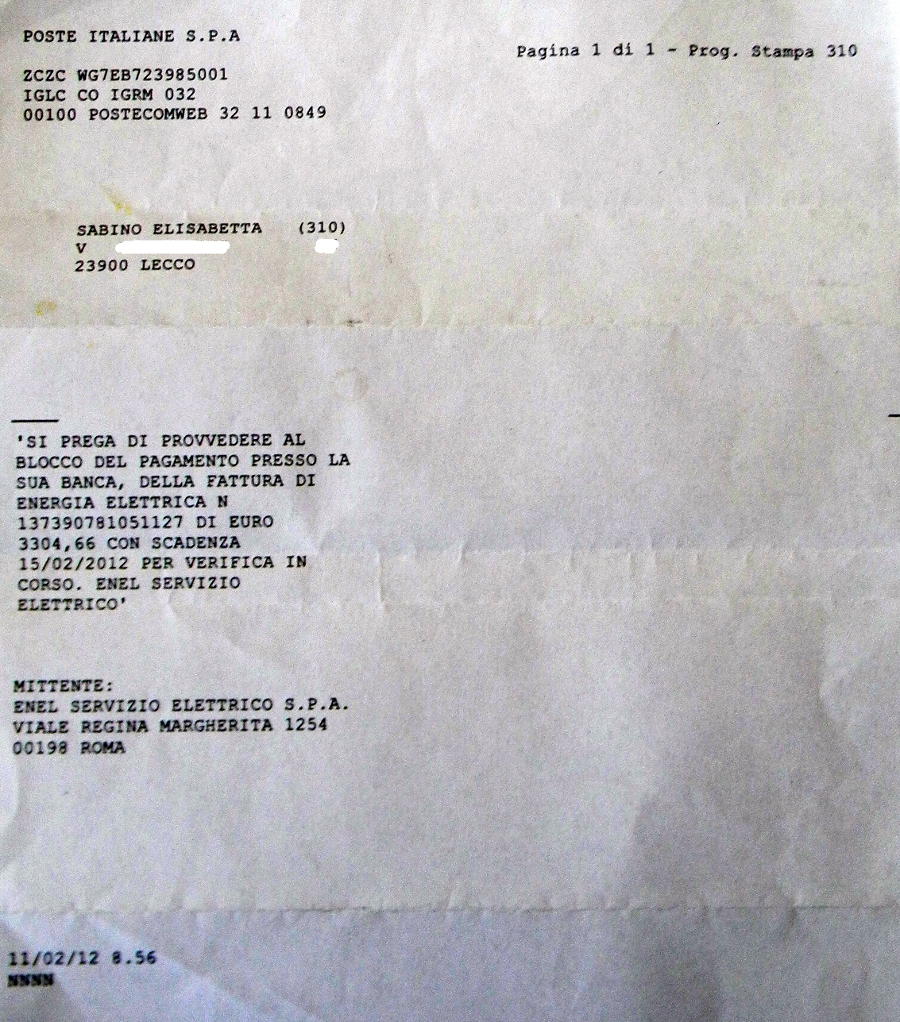 POSTE ITALIANE S.P.A
Pagina 1 di 1 - Prog. Stampa 310
ZCZC WG7EB723985001
IGLC CO IGRM 032
00100 POSTECOMWEB 32 11 0849
SABINO ELISABETTA (310)
V
23900 LECCO
'SI PREGA DI PROVVEDERE AL
BLOCCO DEL PAGAMENTO PRESSO LA
SUA BANCA, DELLA FATTURA DI
ENERGIA ELETTRICA N
137390781051127 DI EURO
3304,66 CON SCADENZA
15/02/2012 PER VERIFICA IN
CORSO. ENEL SERVIZIO
ELETTRICO'
MITTENTE:
ENEL SERVIZIO ELETTRICO S.P.A.
VIALE REGINA MARGHERITA 1254
00198 ROMA
11/02/12 8.56
NNNN